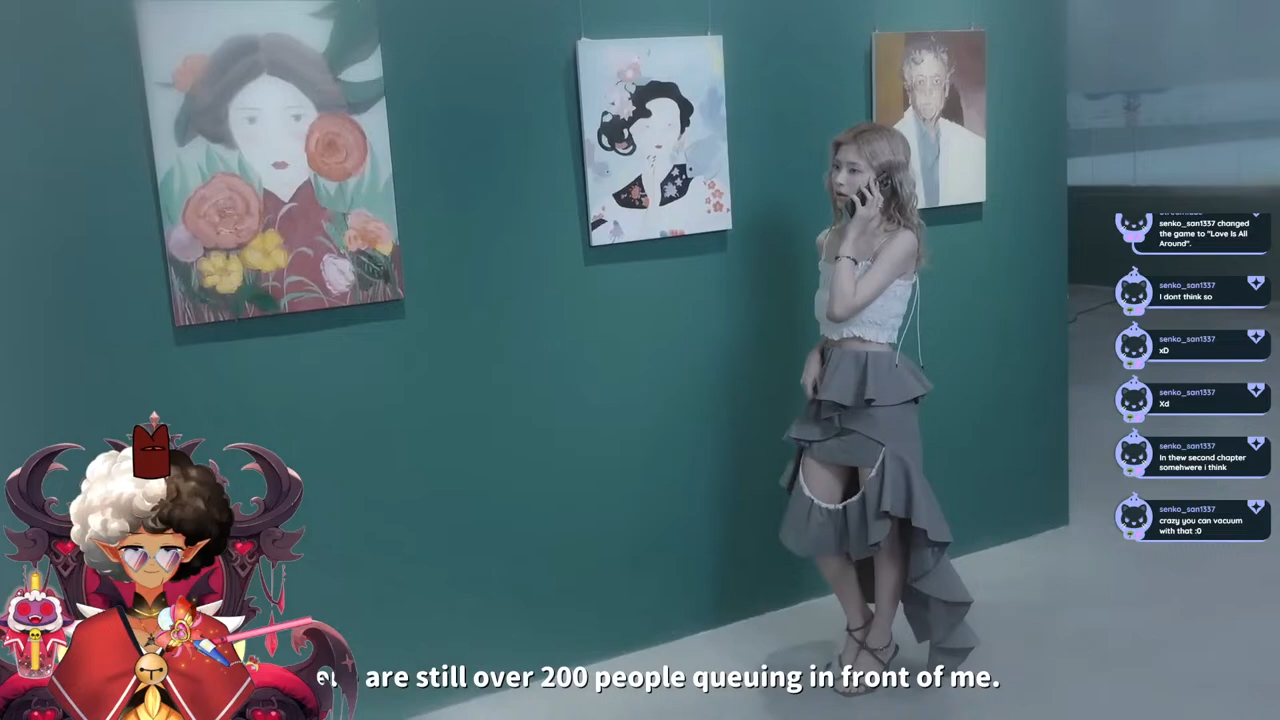 senko_san1337 changed
the game to "Love Is All
Around".
senko_san1337
I dont think so
senko_san1337
xD
senko_san1337
Xd
senko_san1337
In thew second chapter
somehwere i think
senko_san1337
crazy you can vacuum
with that :0
are still over 200 people queuing in front of me.